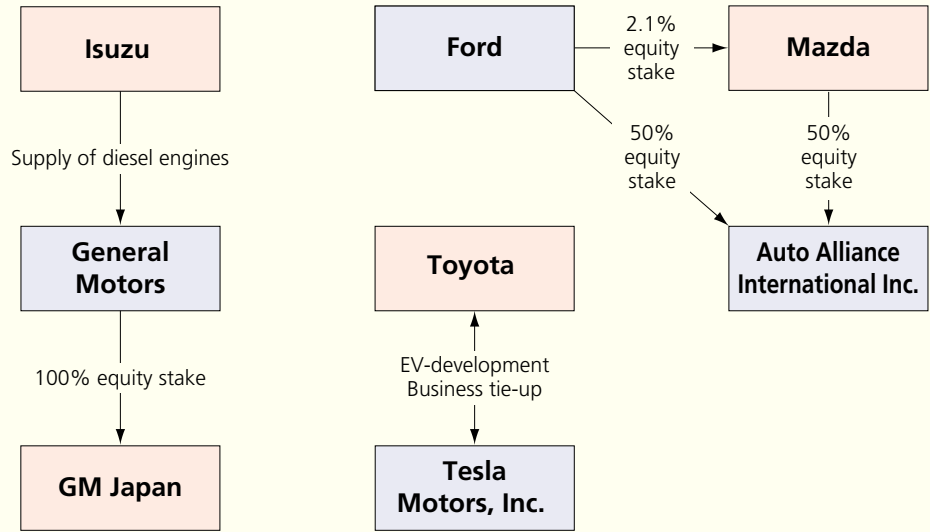 Isuzu
Supply of diesel engines
General
Motors
100% equity stake
GM Japan
Ford
2.1%
equity
stake
Mazda
50%
equity
stake
50%
equity
stake
Auto Alliance
International Inc.
Toyota
EV-development
Business tie-up
Tesla
Motors, Inc.